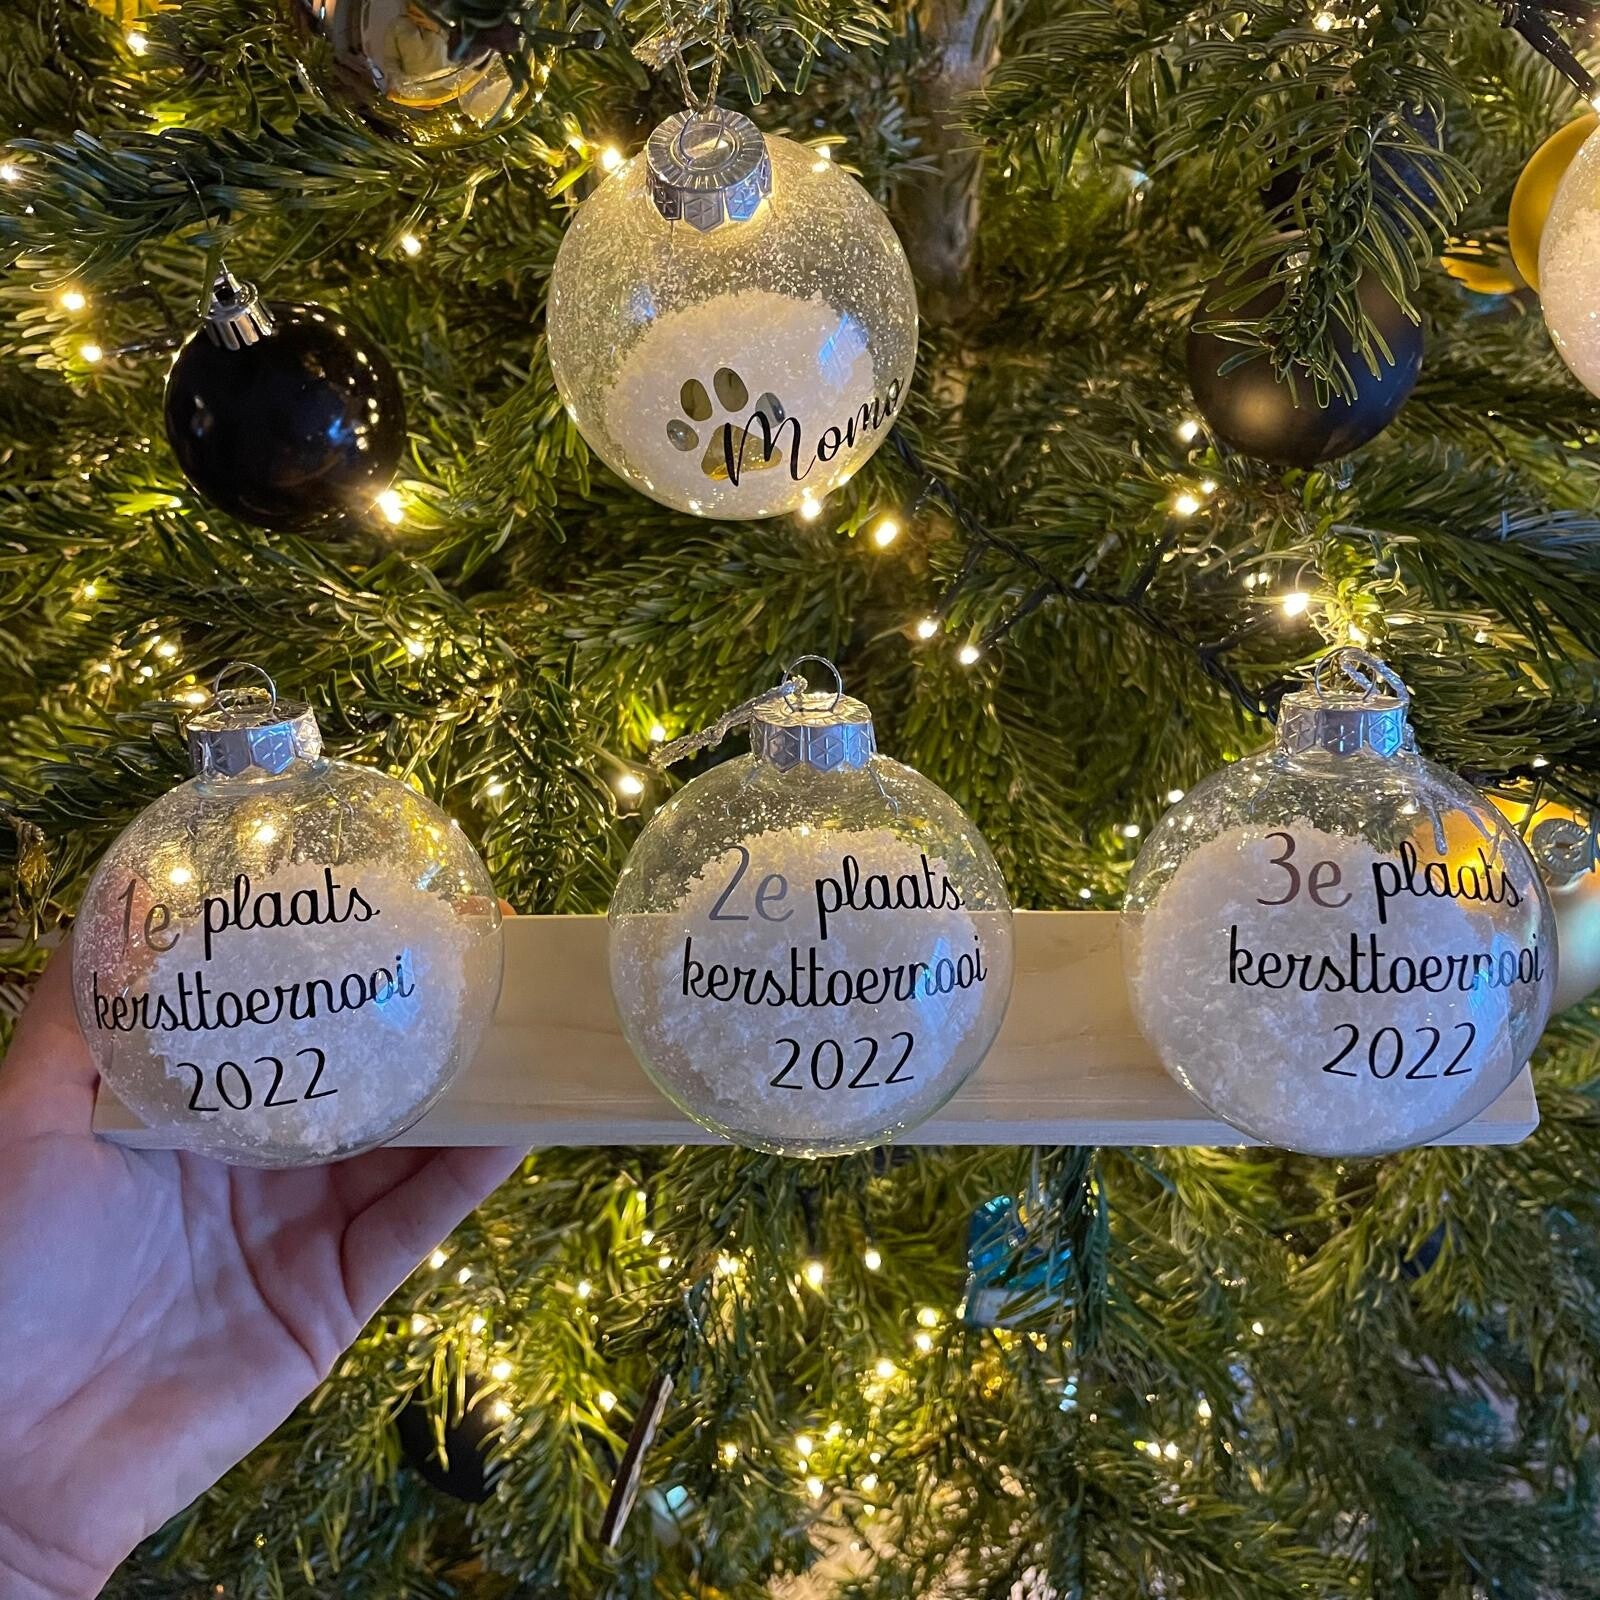 Momo
1e plaats
kersttoernooi
2022
2e plaats
kersttoernooi
2022
3e plaats
kersttoernooi
2022